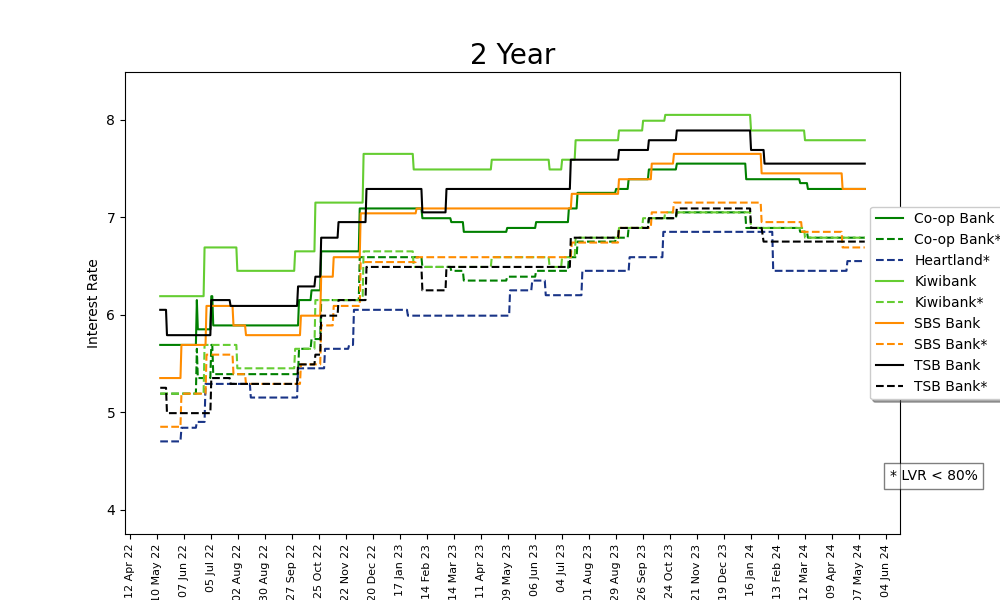 2 Year
Interest Rate
8
7
6
5
4
12 Apr 22
10 May 22
07 Jun 22
05 Jul 22
02 Aug 22
30 Aug 22
27 Sep 22
25 Oct 22
22 Nov 22
20 Dec 22
17 Jan 23
14 Feb 23
14 Mar 23
11 Apr 23
09 May 23
06 Jun 23
04 Jul 23
01 Aug 23
29 Aug 23
26 Sep 23
24 Oct 23
21 Nov 23
19 Dec 23
16 Jan 24
13 Feb 24
12 Mar 24
09 Apr 24
07 May 24
04 Jun 24
Co-op Bank
Co-op Bank*
Heartland*
Kiwibank
Kiwibank*
SBS Bank
SBS Bank*
TSB Bank
TSB Bank*
* LVR < 80%